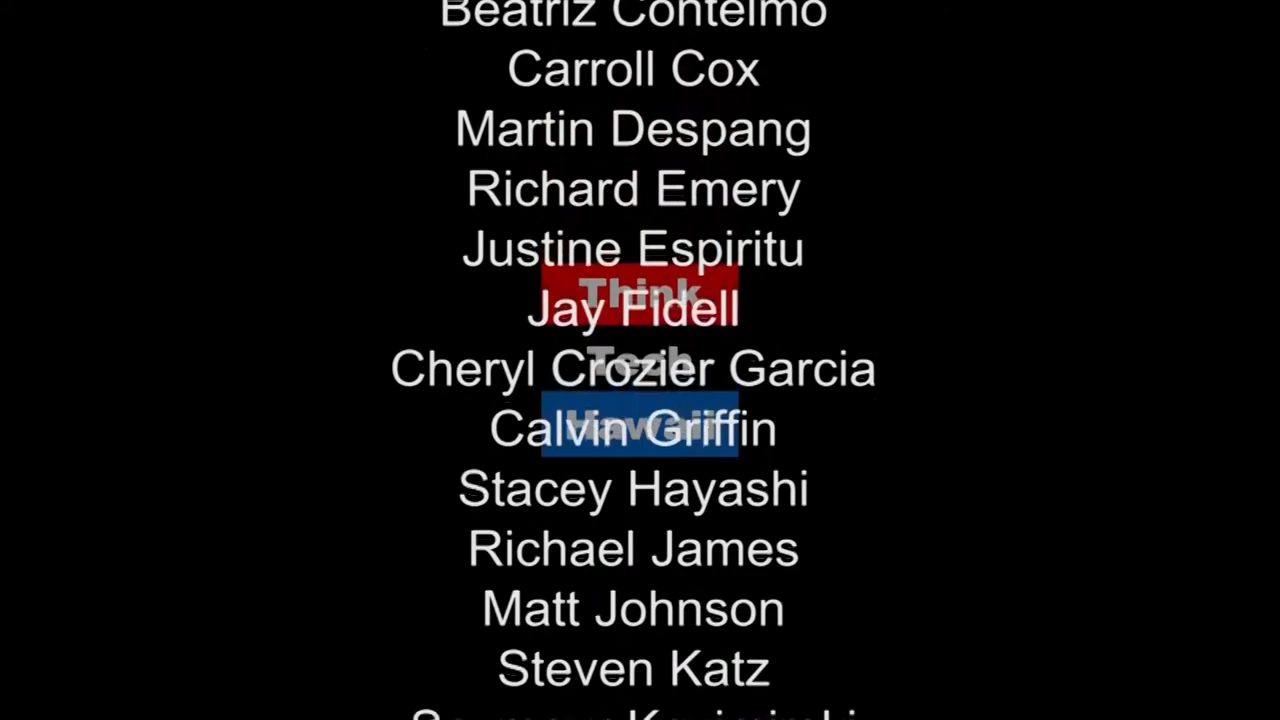 Beatriz Contelmo
Carroll Cox
Martin Despang
Richard Emery
Justine Espiritu
Think
Jay Fidell
Tech
Cheryl Crozier Garcia
Hawaii
Calvin Griffin
Stacey Hayashi
Richael James
Matt Johnson
Steven Katz